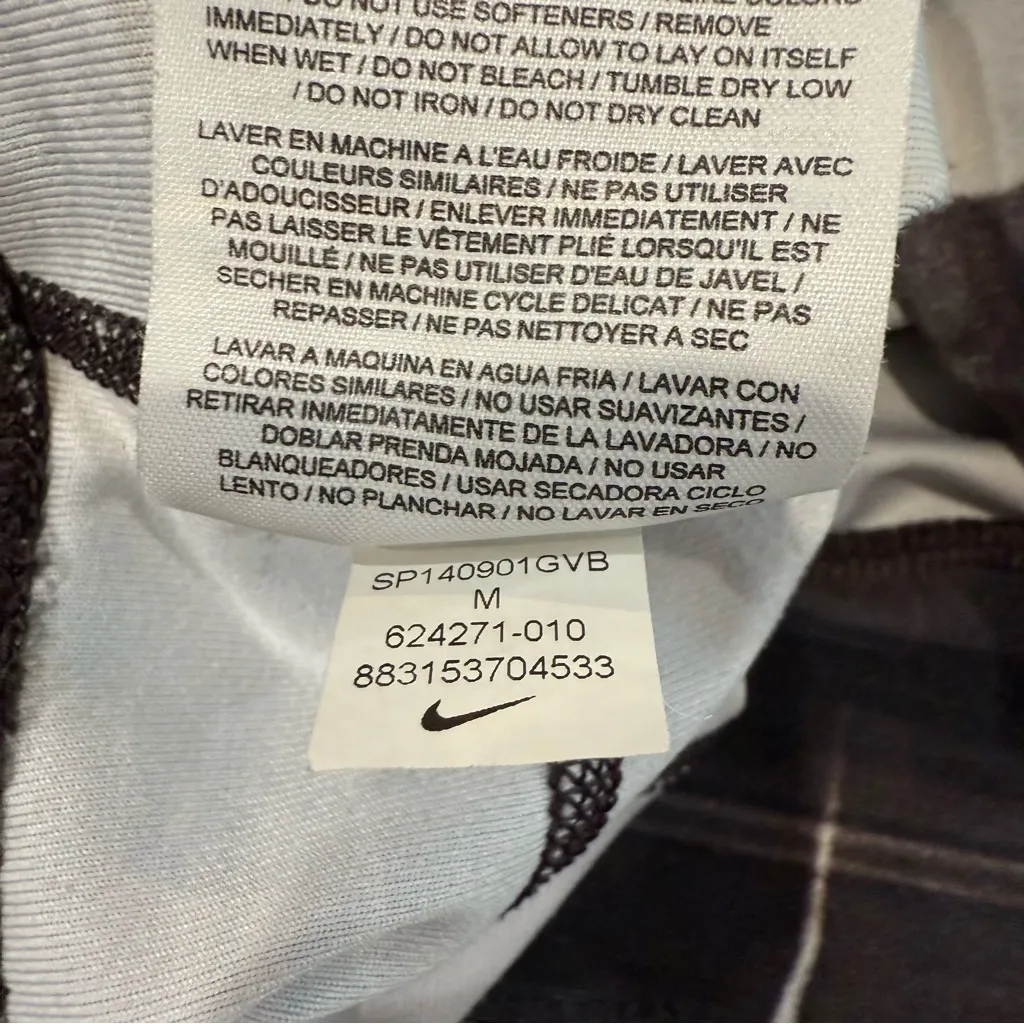 DO NOT USE SOFTENERS / REMOVE
IMMEDIATELY / DO NOT ALLOW TO LAY ON ITSELF
WHEN WET / DO NOT BLEACH / TUMBLE DRY LOW
/ DO NOT IRON / DO NOT DRY CLEAN
LAVER EN MACHINE A L'EAU FROIDE / LAVER AVEC
COULEURS SIMILAIRES / NE PAS UTILISER
D'ADOUCISSEUR / ENLEVER IMMEDIATEMENT / NE
PAS LAISSER LE VÊTEMENT PLIÉ LORSQU'IL EST
MOUILLÉ / NE PAS UTILISER D'EAU DE JAVEL /
SECHER EN MACHINE CYCLE DELICAT / NE PAS
REPASSER / NE PAS NETTOYER A SEC
LAVAR A MAQUINA EN AGUA FRIA / LAVAR CON
COLORES SIMILARES / NO USAR SUAVIZANTES /
RETIRAR INMEDIATAMENTE DE LA LAVADORA / NO
DOBLAR PRENDA MOJADA / NO USAR
BLANQUEADORES / USAR SECADORA CICLO
LENTO / NO PLANCHAR / NO LAVAR EN SECO
SP140901GVB
M
624271-010
883153704533